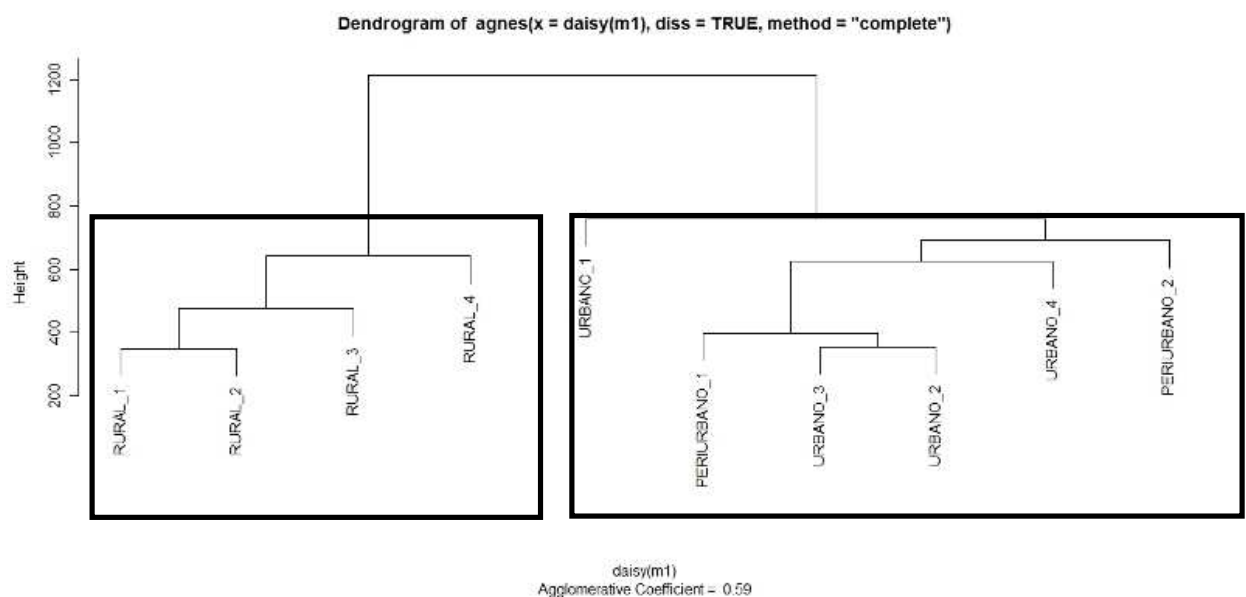 Dendrogram of agnes(x = daisy(m1), diss = TRUE, method = "complete")
Height
1200
1000
800
600
400
200
RURAL_1
RURAL_2
RURAL_3
RURAL_4
URBANO_1
PERIURBANO_1
URBANO_3
URBANO_2
URBANO_4
PERIURBANO_2
daisy(m1)
Agglomerative Coefficient = 0.59